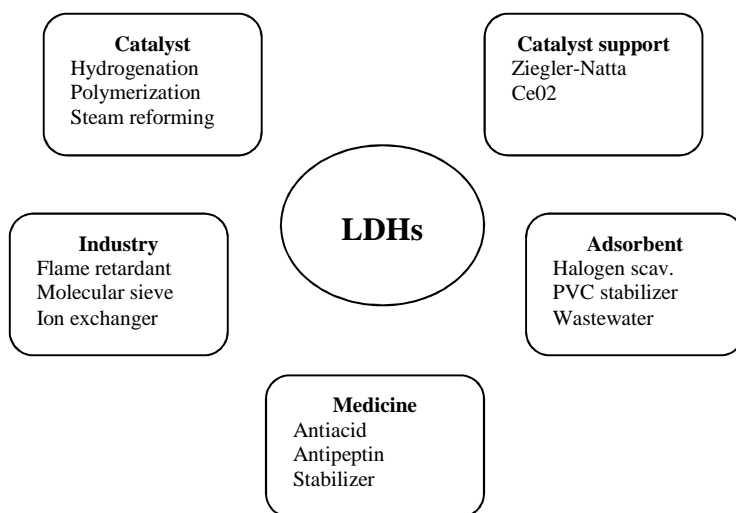 Catalyst
Hydrogenation
Polymerization
Steam reforming
Catalyst support
Ziegler-Natta
Ce02
LDHs
Industry
Flame retardant
Molecular sieve
Ion exchanger
Adsorbent
Halogen scav.
PVC stabilizer
Wastewater
Medicine
Antiacid
Antipeptin
Stabilizer